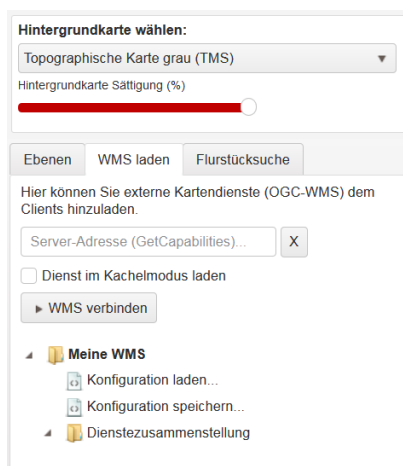 Hintergrundkarte wählen:
Topographische Karte grau (TMS)
Hintergrundkarte Sättigung (%)
Ebenen WMS laden Flurstücksuche
Hier können Sie externe Kartendienste (OGC-WMS) dem
Clients hinzuladen.
Server-Adresse (GetCapabilities)... X
Dienst im Kachelmodus laden
WMS verbinden
Meine WMS
Konfiguration laden...
Konfiguration speichern...
Dienstezusammenstellung